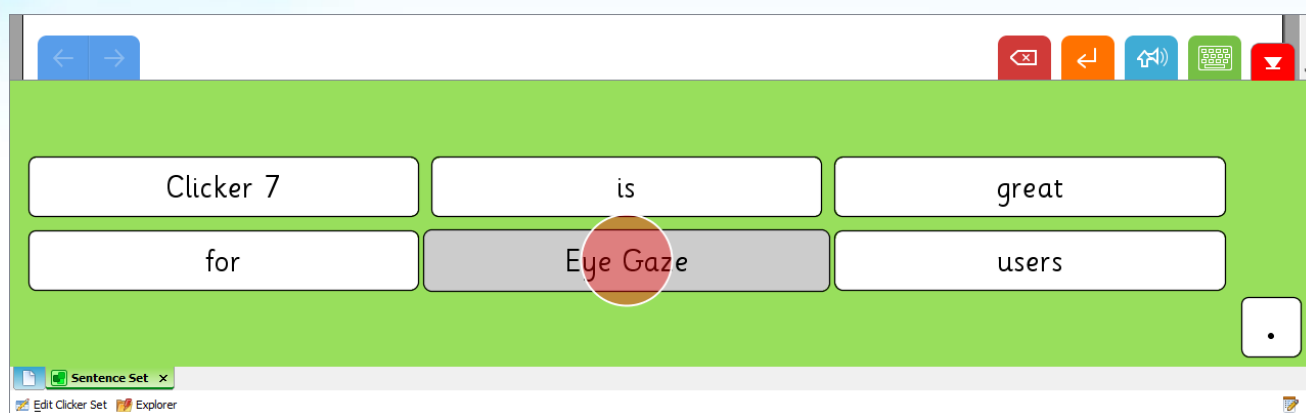 Clicker 7 is great
for Eye Gaze users
.
Sentence Set
Edit Clicker Set Explorer